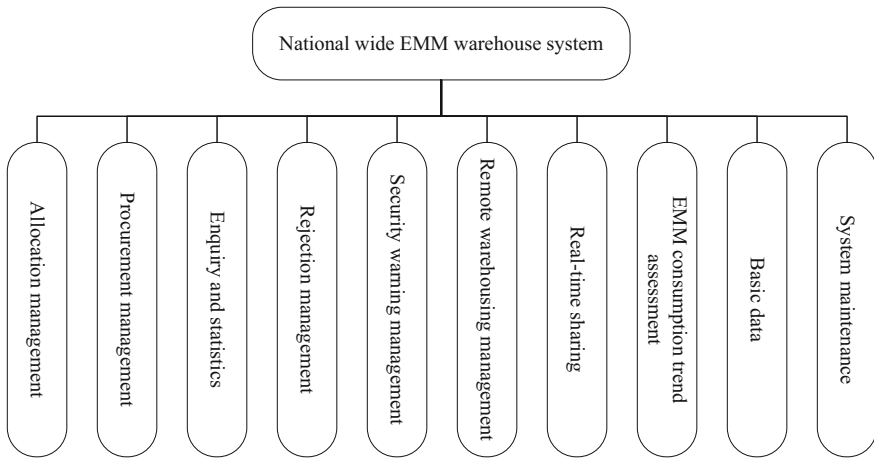 National wide EMM warehouse system
Allocation management
Procurement management
Enquiry and statistics
Rejection management
Security warning management
Remote warehousing management
Real-time sharing
EMM consumption trend
assessment
Basic data
System maintenance